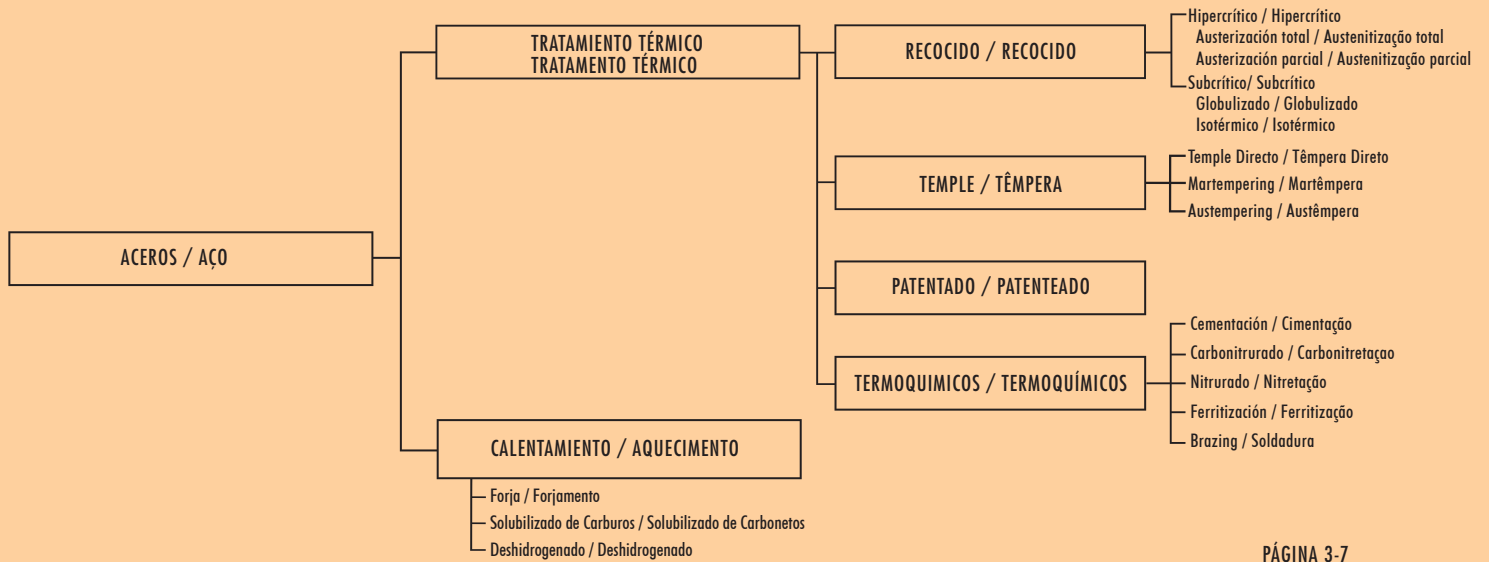 TRATAMIENTO TÉRMICO
TRATAMENTO TÉRMICO
RECOCIDO / RECOCIDO
Hipercrítico / Hipercrítico
Austerización total / Austenitização total
Austerización parcial / Austenitização parcial
Subcrítico/ Subcrítico
Globulizado / Globulizado
Isotérmico / Isotérmico
TEMPLE / TÊMPERA
Temple Directo / Têmpera Direto
Martempering / Martêmpera
Austempering / Austêmpera
ACEROS / AÇO
PATENTADO / PATENTEADO
TERMOQUIMICOS / TERMOQUÍMICOS
Cementación / Cimentação
Carbonitrurado / Carbonitretaçao
Nitrurado / Nitretação
Ferritización / Ferritização
Brazing / Soldadura
CALENTAMIENTO / AQUECIMENTO
Forja / Forjamento
Solubilizado de Carburos / Solubilizado de Carbonetos
Deshidrogenado / Deshidrogenado
PÁGINA 3-7